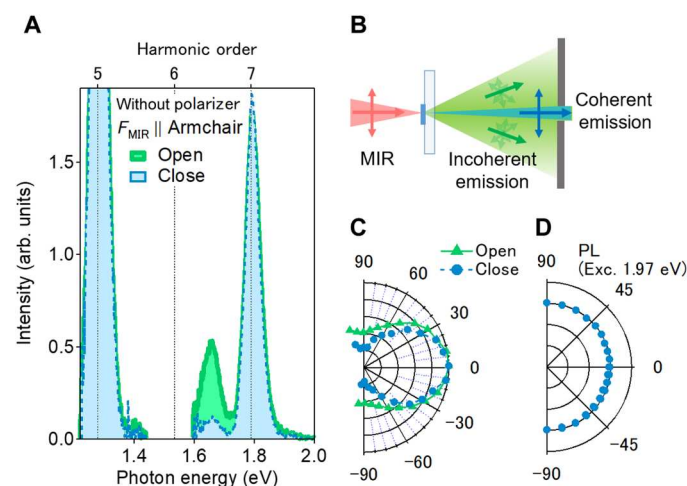 A
Harmonic order
5 6 7
Without polarizer
F_MIR || Armchair
Open
Close
Intensity (arb. units)
1.5
1.0
0.5
0.0
1.4 1.6 1.8 2.0
Photon energy (eV)
B
MIR
Incoherent
emission
Coherent
emission
C
Open
Close
90
60
30
0
−30
−60
−90
D
PL
(Exc. 1.97 eV)
90
45
0
−45
−90